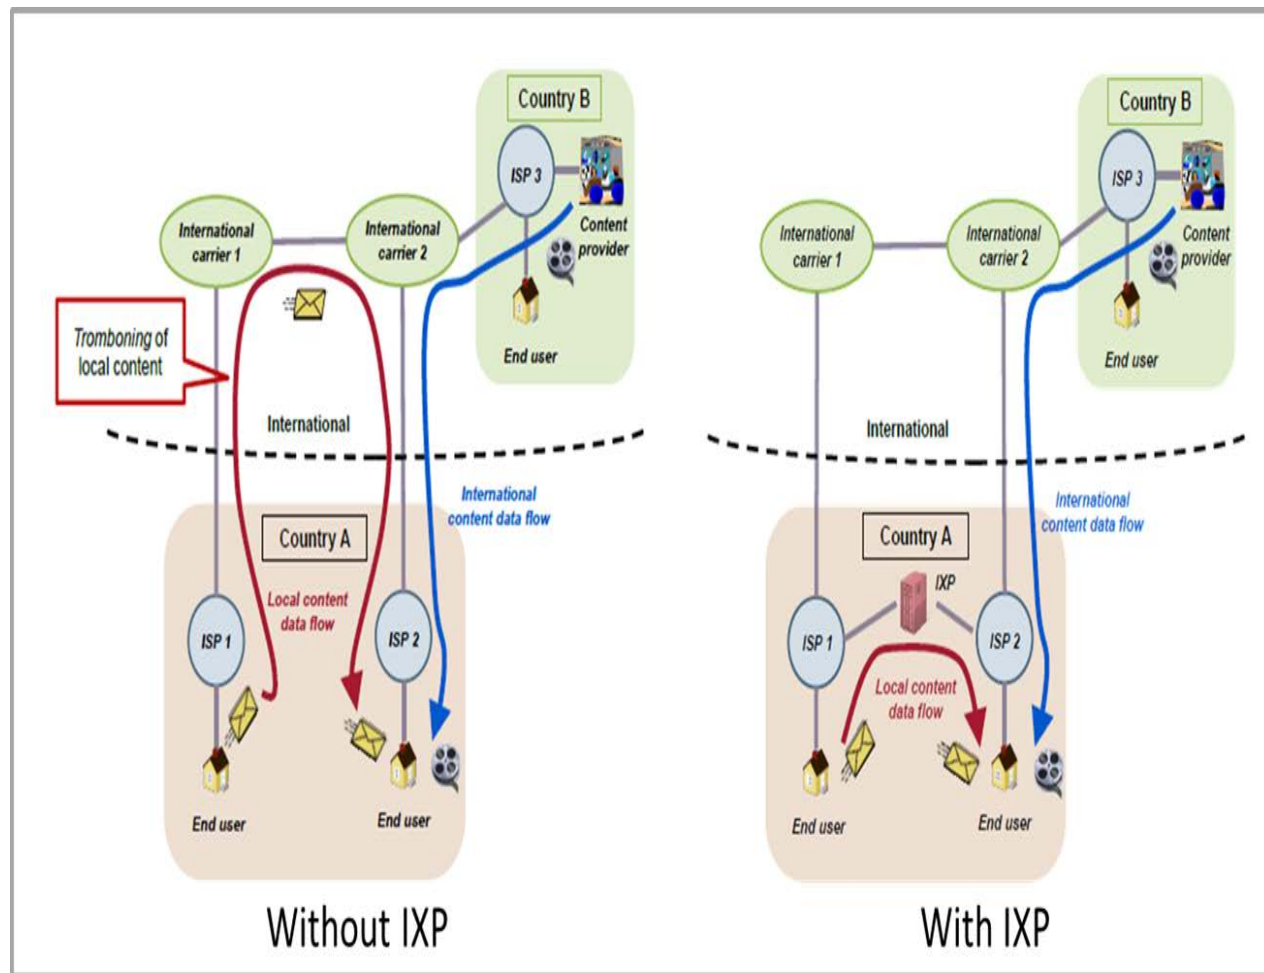 Country B
ISP 3
International
carrier 1
International
carrier 2
Content
provider
End user
Tromboning of
local content
International
International
content data flow
Country A
Local content
data flow
ISP 1
ISP 2
End user
End user
Without IXP
Country B
ISP 3
International
carrier 1
International
carrier 2
Content
provider
End user
International
International
content data flow
Country A
IXP
ISP 1
ISP 2
Local content
data flow
End user
End user
With IXP